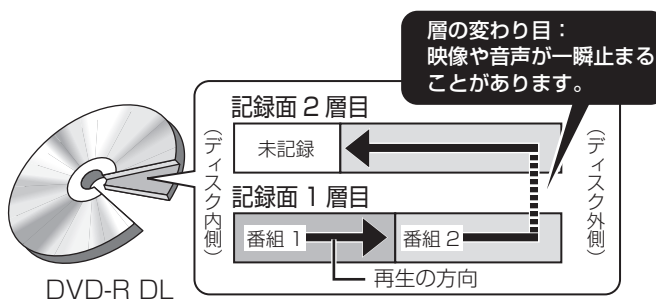 層の変わり目：
映像や音声が一瞬止まる
ことがあります。
記録面 2 層目
（ディスク内側）
未記録
（ディスク外側）
記録面 1 層目
番組 1
番組 2
再生の方向
DVD-R DL